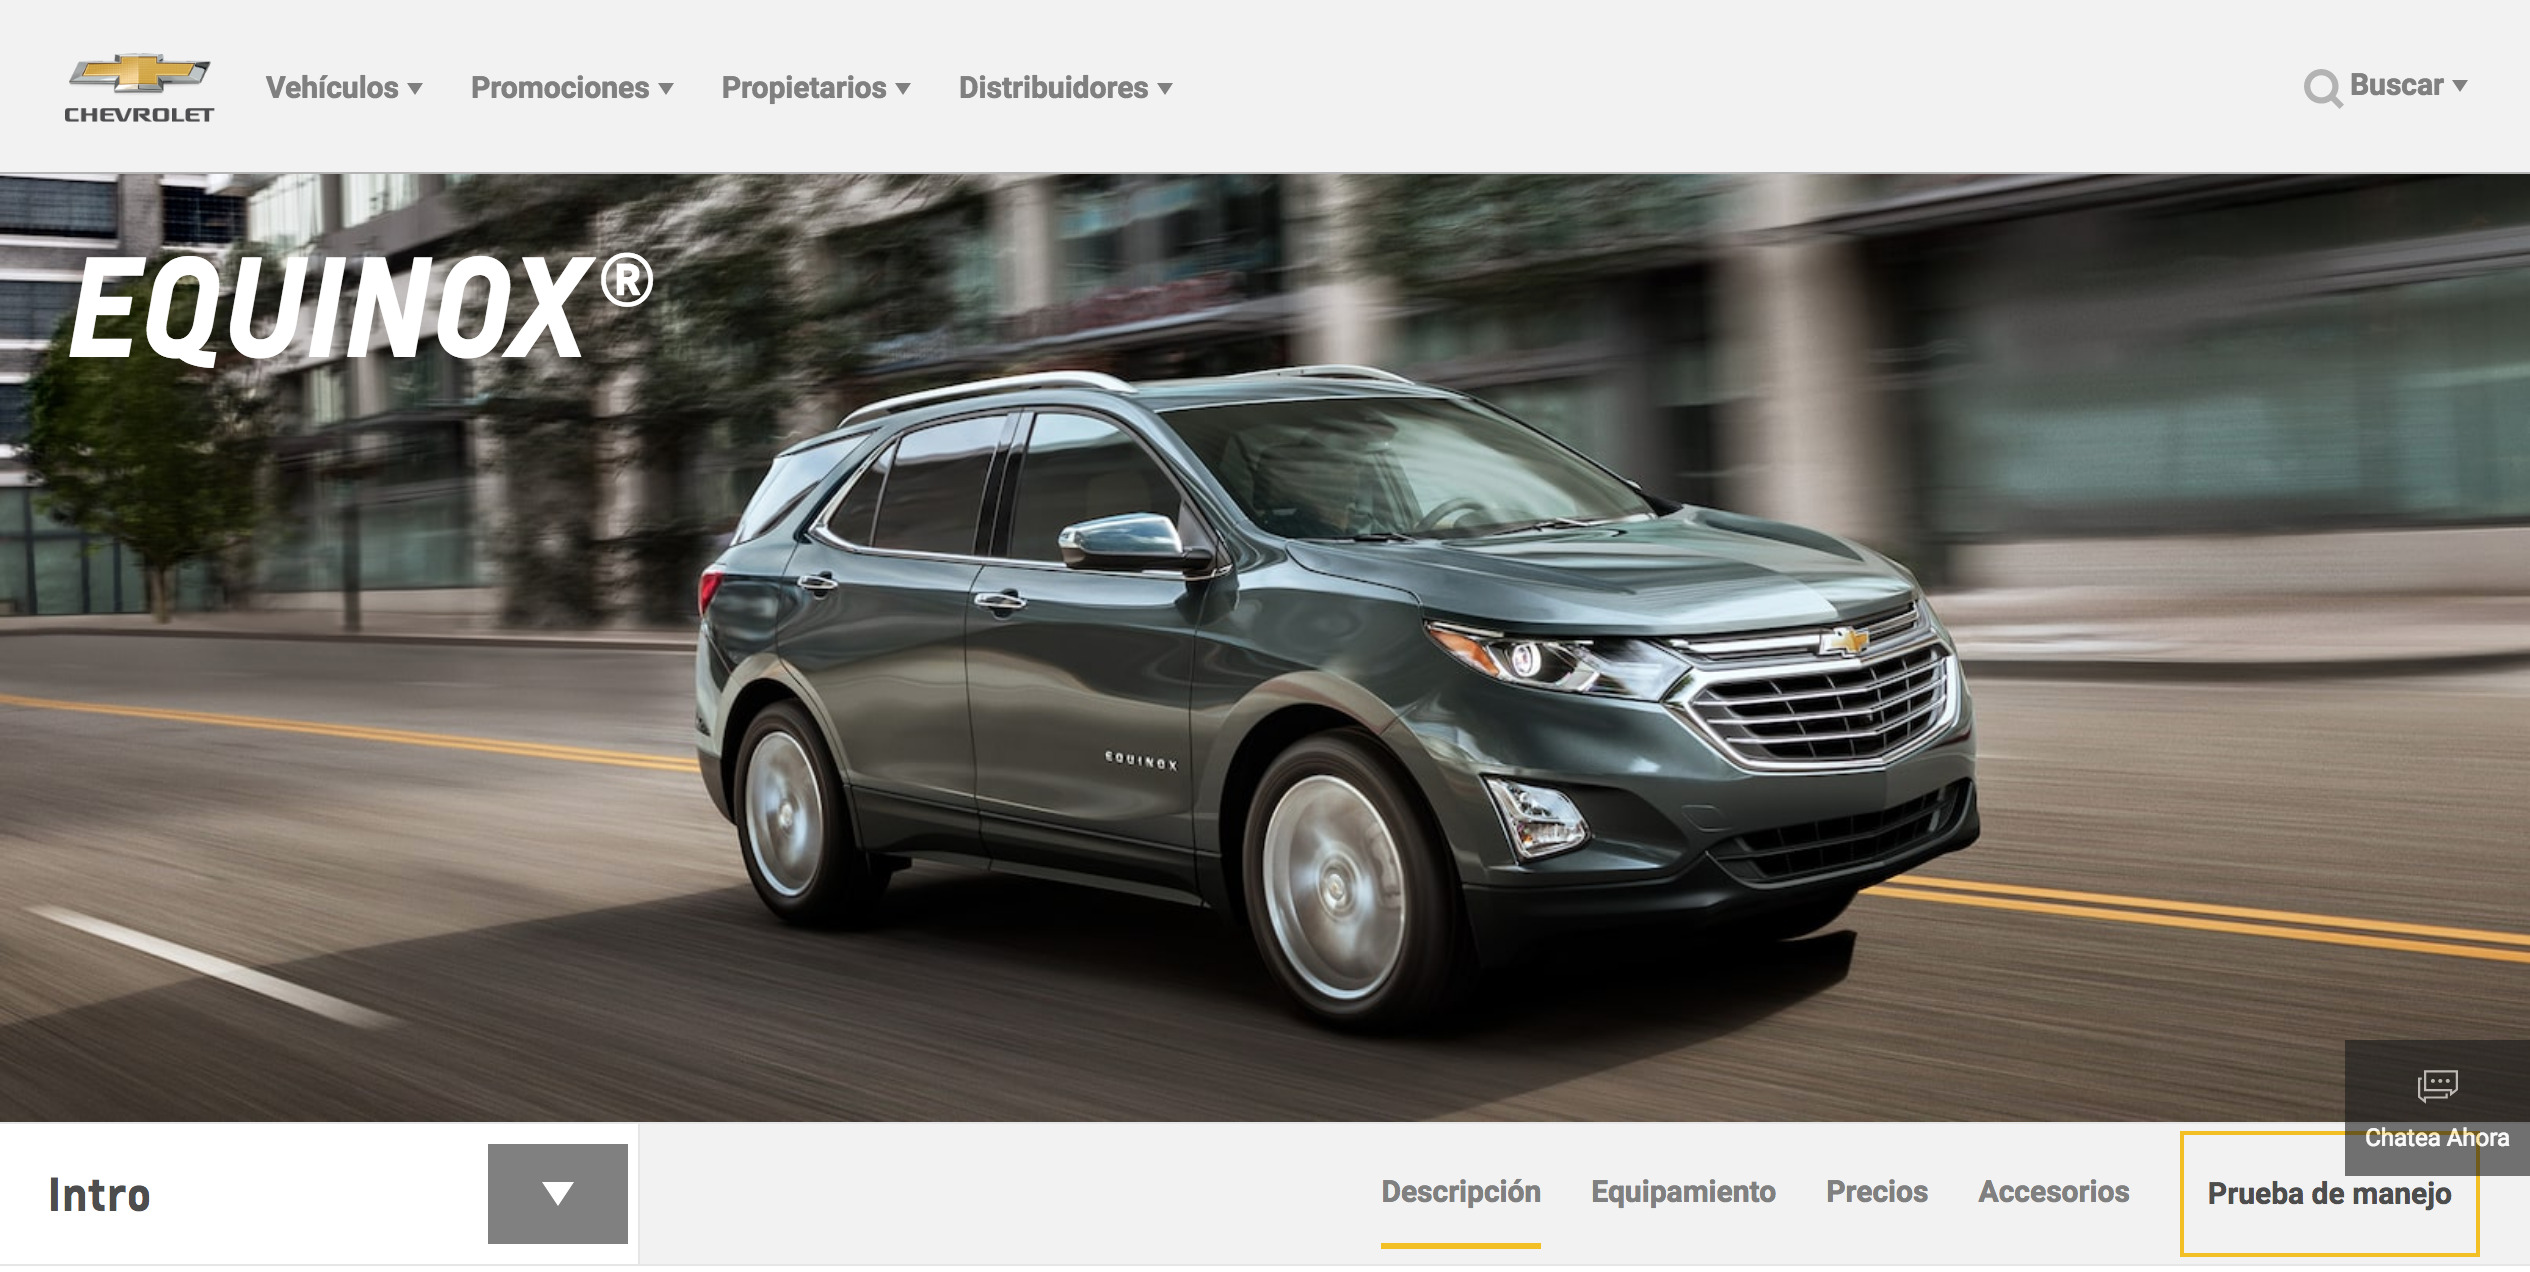 CHEVROLET
Vehículos
Promociones
Propietarios
Distribuidores
Buscar
EQUINOX®
EQUINOX
Chatea Ahora
Intro
Descripción
Equipamiento
Precios
Accesorios
Prueba de manejo